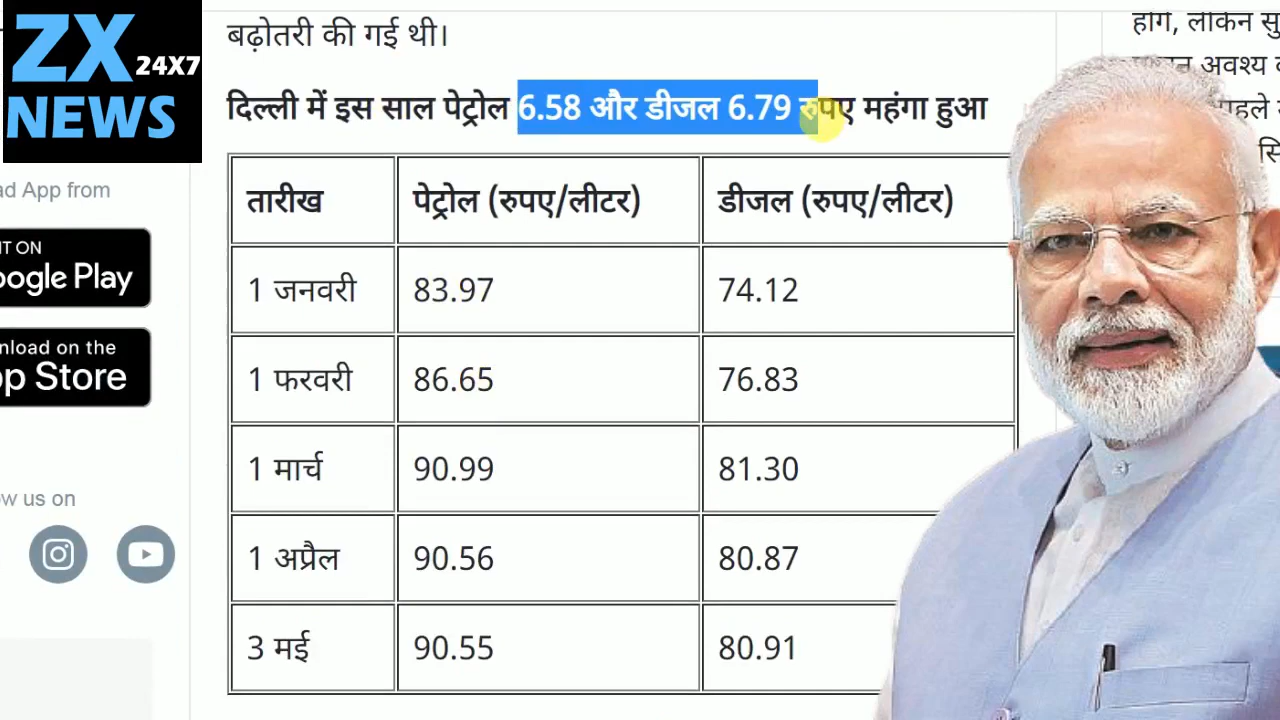 ZX
24X7
NEWS
बढ़ोतरी की गई थी।
दिल्ली में इस साल पेट्रोल 6.58 और डीजल 6.79 रुपए महंगा हुआ
तारीख पेट्रोल (रुपए/लीटर) डीजल (रुपए/लीटर)
1 जनवरी 83.97 74.12
1 फरवरी 86.65 76.83
1 मार्च 90.99 81.30
1 अप्रैल 90.56 80.87
3 मई 90.55 80.91
ad App from
IT ON
oogle Play
nload on the
pp Store
ow us on
होंगे, लेकिन
अवश्य